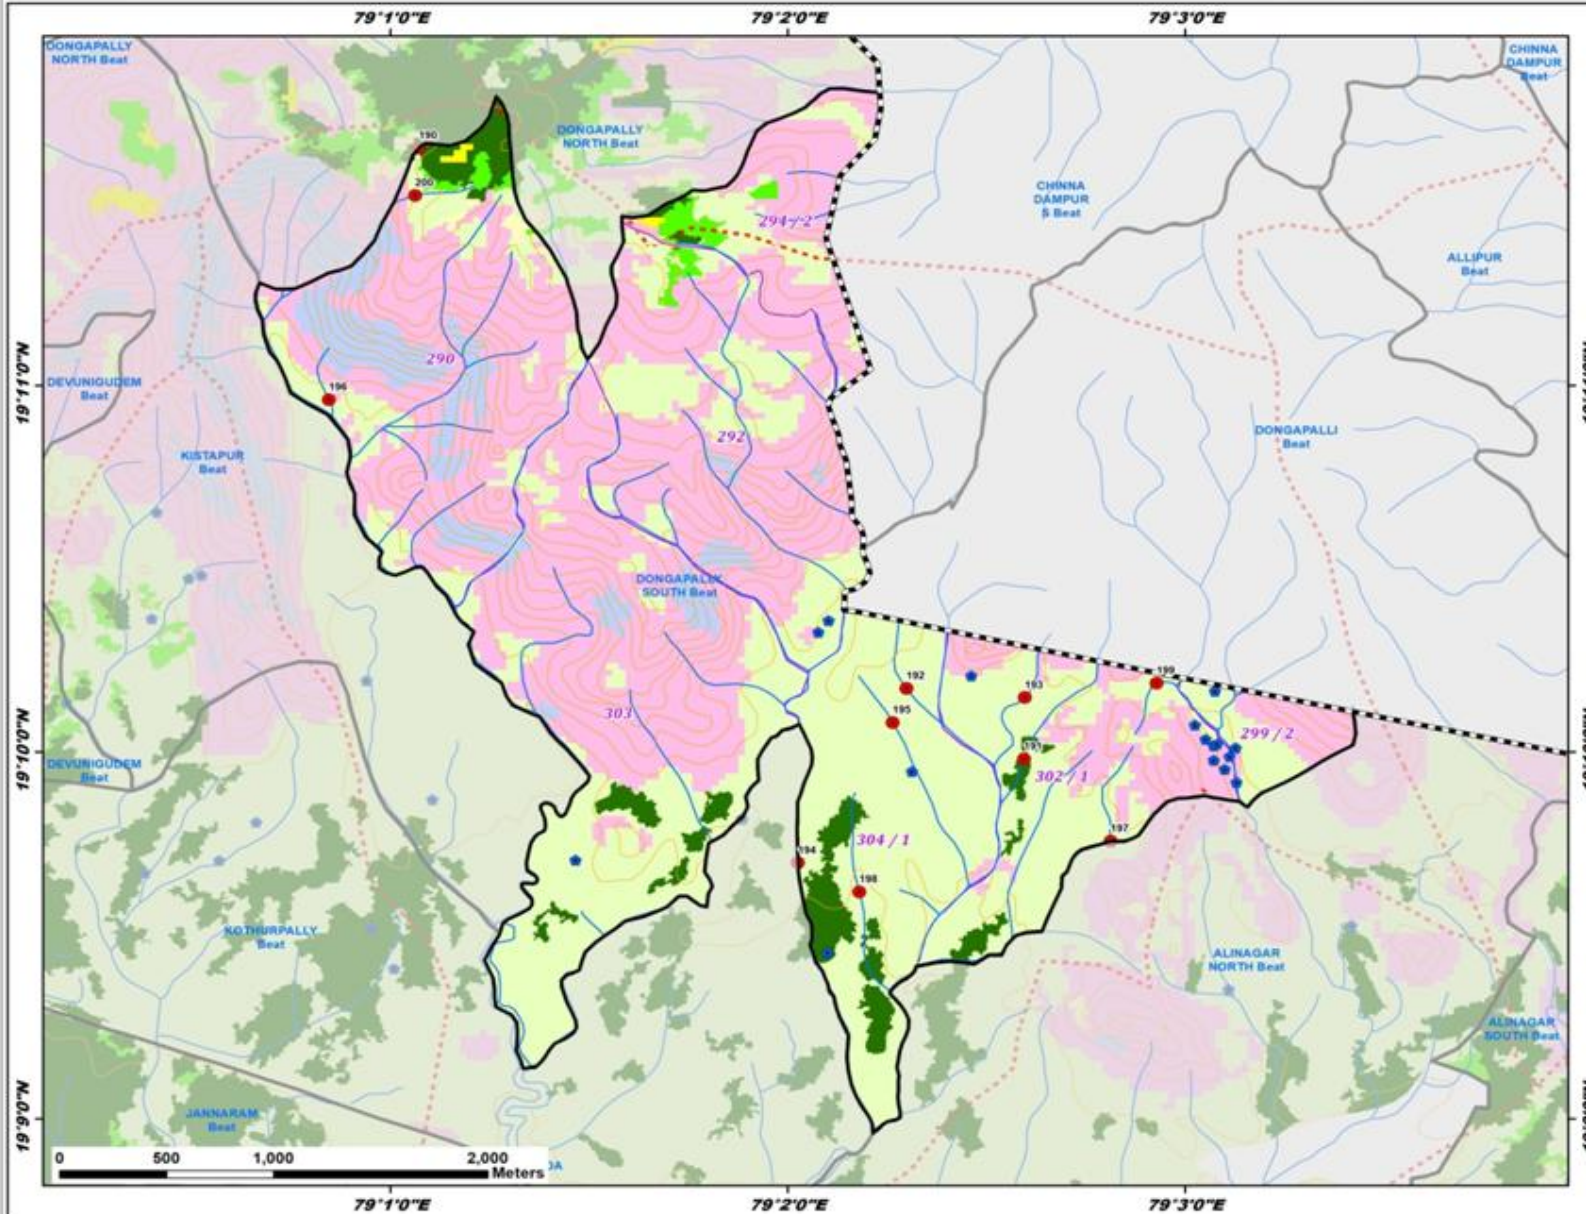 79°1'0"E
79°2'0"E
79°3'0"E
DONGAPALLY
NORTH Beat
CHINNA
DAMPUR
Beat
190
DONGAPALLY
NORTH Beat
200
CHINNA
DAMPUR
S Beat
294 / 2
ALLIPUR
Beat
290
19°11'0"N
DEVUNIGUDEM
Beat
196
292
DONGAPALLI
Beat
KISTAPUR
Beat
DONGAPALLY
SOUTH Beat
192
193
199
195
303
299 / 2
19°10'0"N
191
302 / 1
DEVUNIGUDEM
Beat
197
304 / 1
194
198
KOTHURPALLY
Beat
ALINAGAR
NORTH Beat
ALINAGAR
SOUTH Beat
19°9'0"N
JANNARAM
Beat
0
500
1,000
2,000
Meters
DA
79°1'0"E
79°2'0"E
79°3'0"E